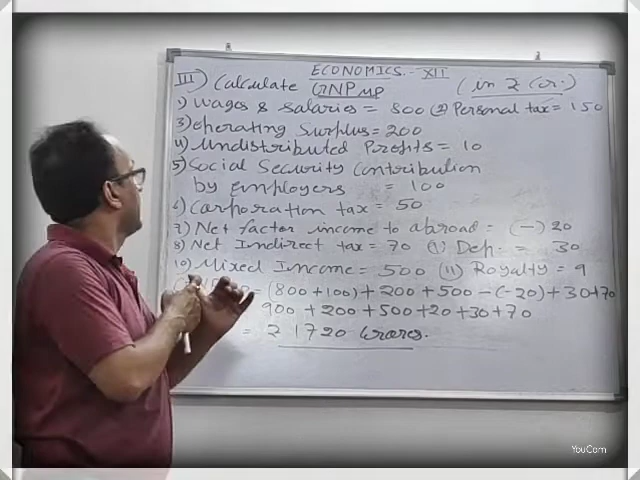 ECONOMICS - XII
III) Calculate GNP MP (in ₹ Cr.)
1) Wages & Salaries = 800 (2) Personal tax = 150
3) Operating Surplus = 200
4) Undistributed Profits = 10
5) Social Security Contribution
by employers = 100
6) Corporation tax = 50
7) Net factor income to abroad = (-) 20
8) Net Indirect tax = 70 (9) Dep. = 30
10) Mixed Income = 500 (11) Royalty = 9
= (800 + 100) + 200 + 500 - (-20) + 30 + 70
900 + 200 + 500 + 20 + 30 + 70
= ₹ 1720 Crores.
YouCam